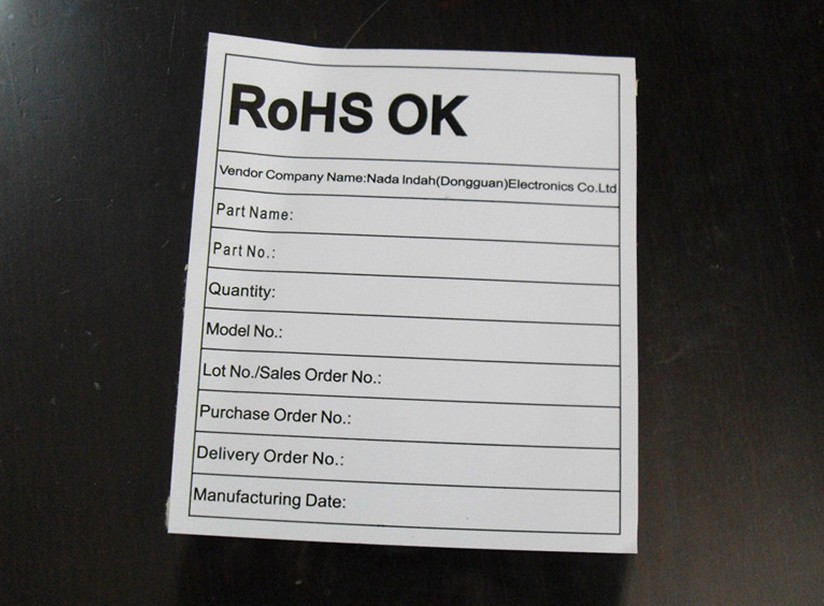 RoHS OK
Vendor Company Name:Nada Indah(Dongguan)Electronics Co.Ltd
Part Name:
Part No.:
Quantity:
Model No.:
Lot No./Sales Order No.:
Purchase Order No.:
Delivery Order No.:
Manufacturing Date: